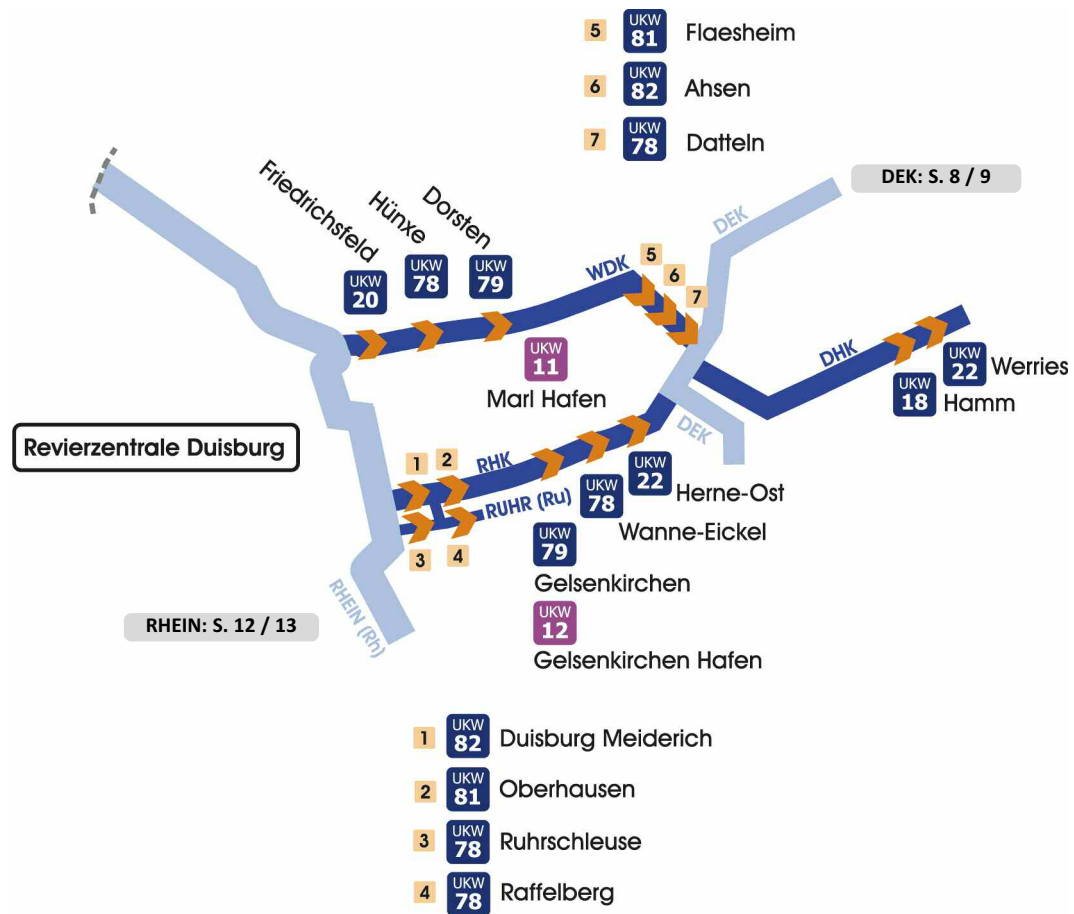 5 UKW 81 Flaesheim
6 UKW 82 Ahsen
7 UKW 78 Datteln
DEK: S. 8 / 9
Friedrichsfeld
Hünxe
Dorsten
UKW 20
UKW 78
UKW 79
WDK
5
6
7
DEK
UKW 11
Marl Hafen
DHK
UKW 22 Werries
UKW 18 Hamm
DEK
Revierzentrale Duisburg
1
2
RHK
RUHR (Ru)
3
4
UKW 22 Herne-Ost
UKW 78
Wanne-Eickel
UKW 79
Gelsenkirchen
UKW 12
Gelsenkirchen Hafen
RHEIN (Rh)
RHEIN: S. 12 / 13
1 UKW 82 Duisburg Meiderich
2 UKW 81 Oberhausen
3 UKW 78 Ruhrschleuse
4 UKW 78 Raffelberg